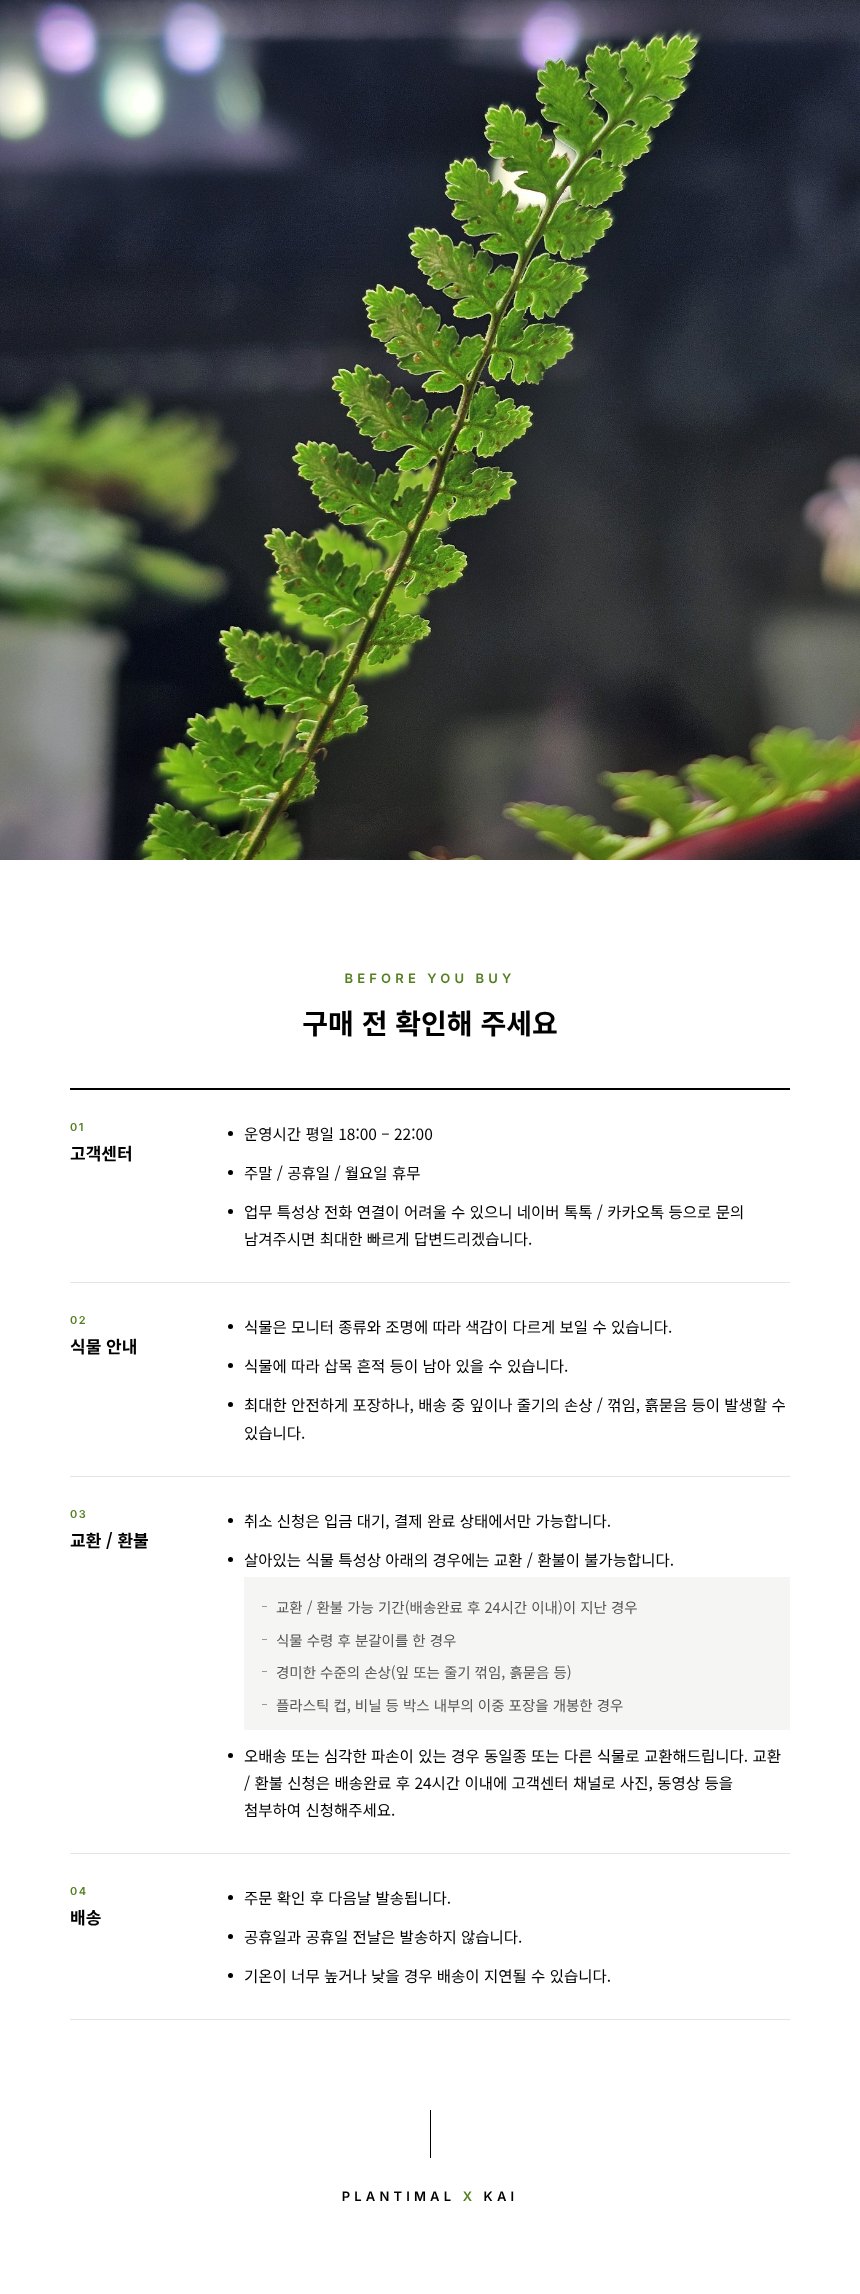 BEFORE YOU BUY
구매 전 확인해 주세요
01
고객센터
• 운영시간 평일 18:00 – 22:00
• 주말 / 공휴일 / 월요일 휴무
• 업무 특성상 전화 연결이 어려울 수 있으니 네이버 톡톡 / 카카오톡 등으로 문의
남겨주시면 최대한 빠르게 답변드리겠습니다.
02
식물 안내
• 식물은 모니터 종류와 조명에 따라 색감이 다르게 보일 수 있습니다.
• 식물에 따라 삽목 흔적 등이 남아 있을 수 있습니다.
• 최대한 안전하게 포장하나, 배송 중 잎이나 줄기의 손상 / 꺾임, 흙묻음 등이 발생할 수
있습니다.
03
교환 / 환불
• 취소 신청은 입금 대기, 결제 완료 상태에서만 가능합니다.
• 살아있는 식물 특성상 아래의 경우에는 교환 / 환불이 불가능합니다.
- 교환 / 환불 가능 기간(배송완료 후 24시간 이내)이 지난 경우
- 식물 수령 후 분갈이를 한 경우
- 경미한 수준의 손상(잎 또는 줄기 꺾임, 흙묻음 등)
- 플라스틱 컵, 비닐 등 박스 내부의 이중 포장을 개봉한 경우
• 오배송 또는 심각한 파손이 있는 경우 동일종 또는 다른 식물로 교환해드립니다. 교환
/ 환불 신청은 배송완료 후 24시간 이내에 고객센터 채널로 사진, 동영상 등을
첨부하여 신청해주세요.
04
배송
• 주문 확인 후 다음날 발송됩니다.
• 공휴일과 공휴일 전날은 발송하지 않습니다.
• 기온이 너무 높거나 낮을 경우 배송이 지연될 수 있습니다.
PLANTIMAL X KAI